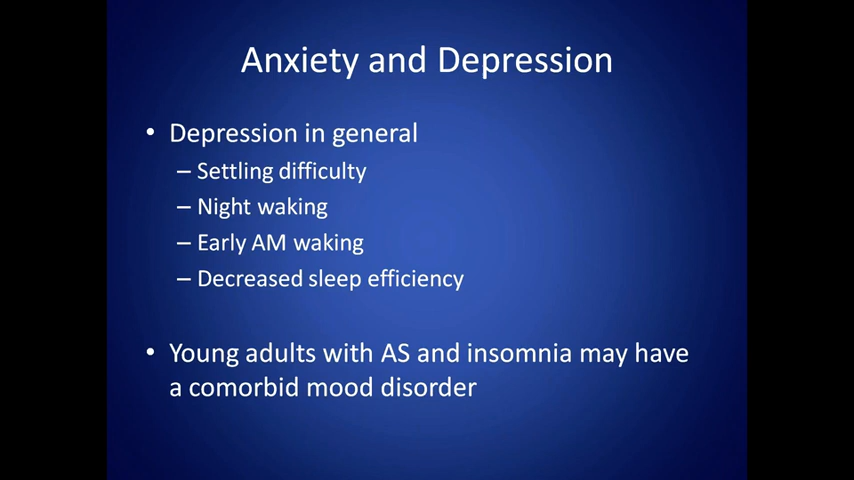 Anxiety and Depression
• Depression in general
– Settling difficulty
– Night waking
– Early AM waking
– Decreased sleep efficiency
• Young adults with AS and insomnia may have
a comorbid mood disorder